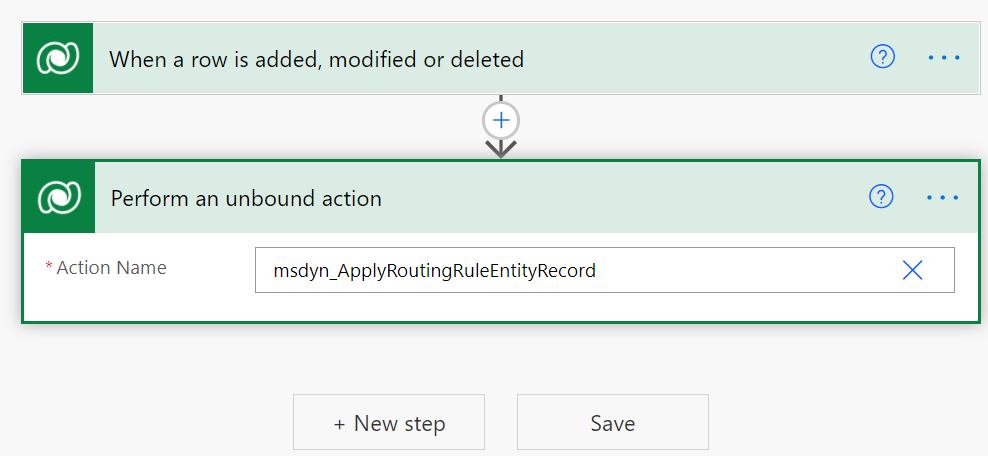 When a row is added, modified or deleted
Perform an unbound action
* Action Name
msdyn_ApplyRoutingRuleEntityRecord
+ New step
Save